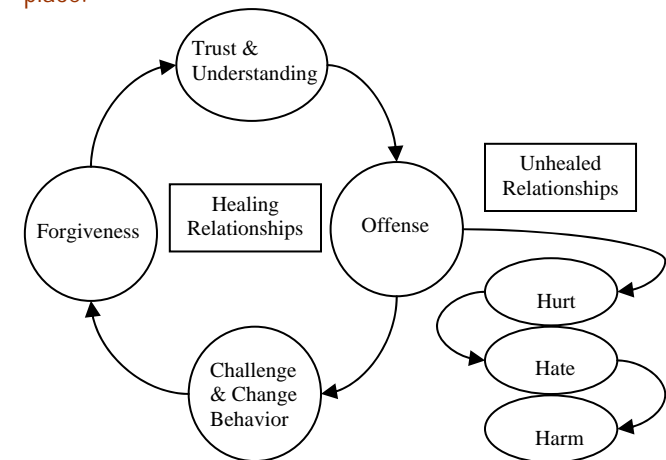 place.
Trust &
Understanding
Unhealed
Relationships
Healing
Relationships
Offense
Forgiveness
Hurt
Challenge
& Change
Behavior
Hate
Harm